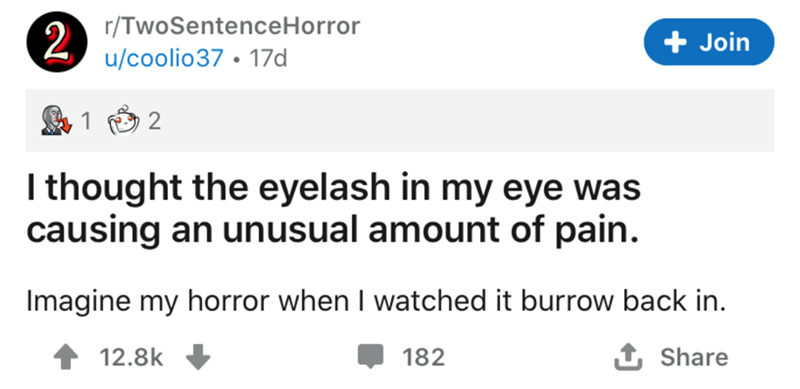 2
r/TwoSentenceHorror
u/coolio37 • 17d
+ Join
1 2
I thought the eyelash in my eye was
causing an unusual amount of pain.
Imagine my horror when I watched it burrow back in.
12.8k 182 Share